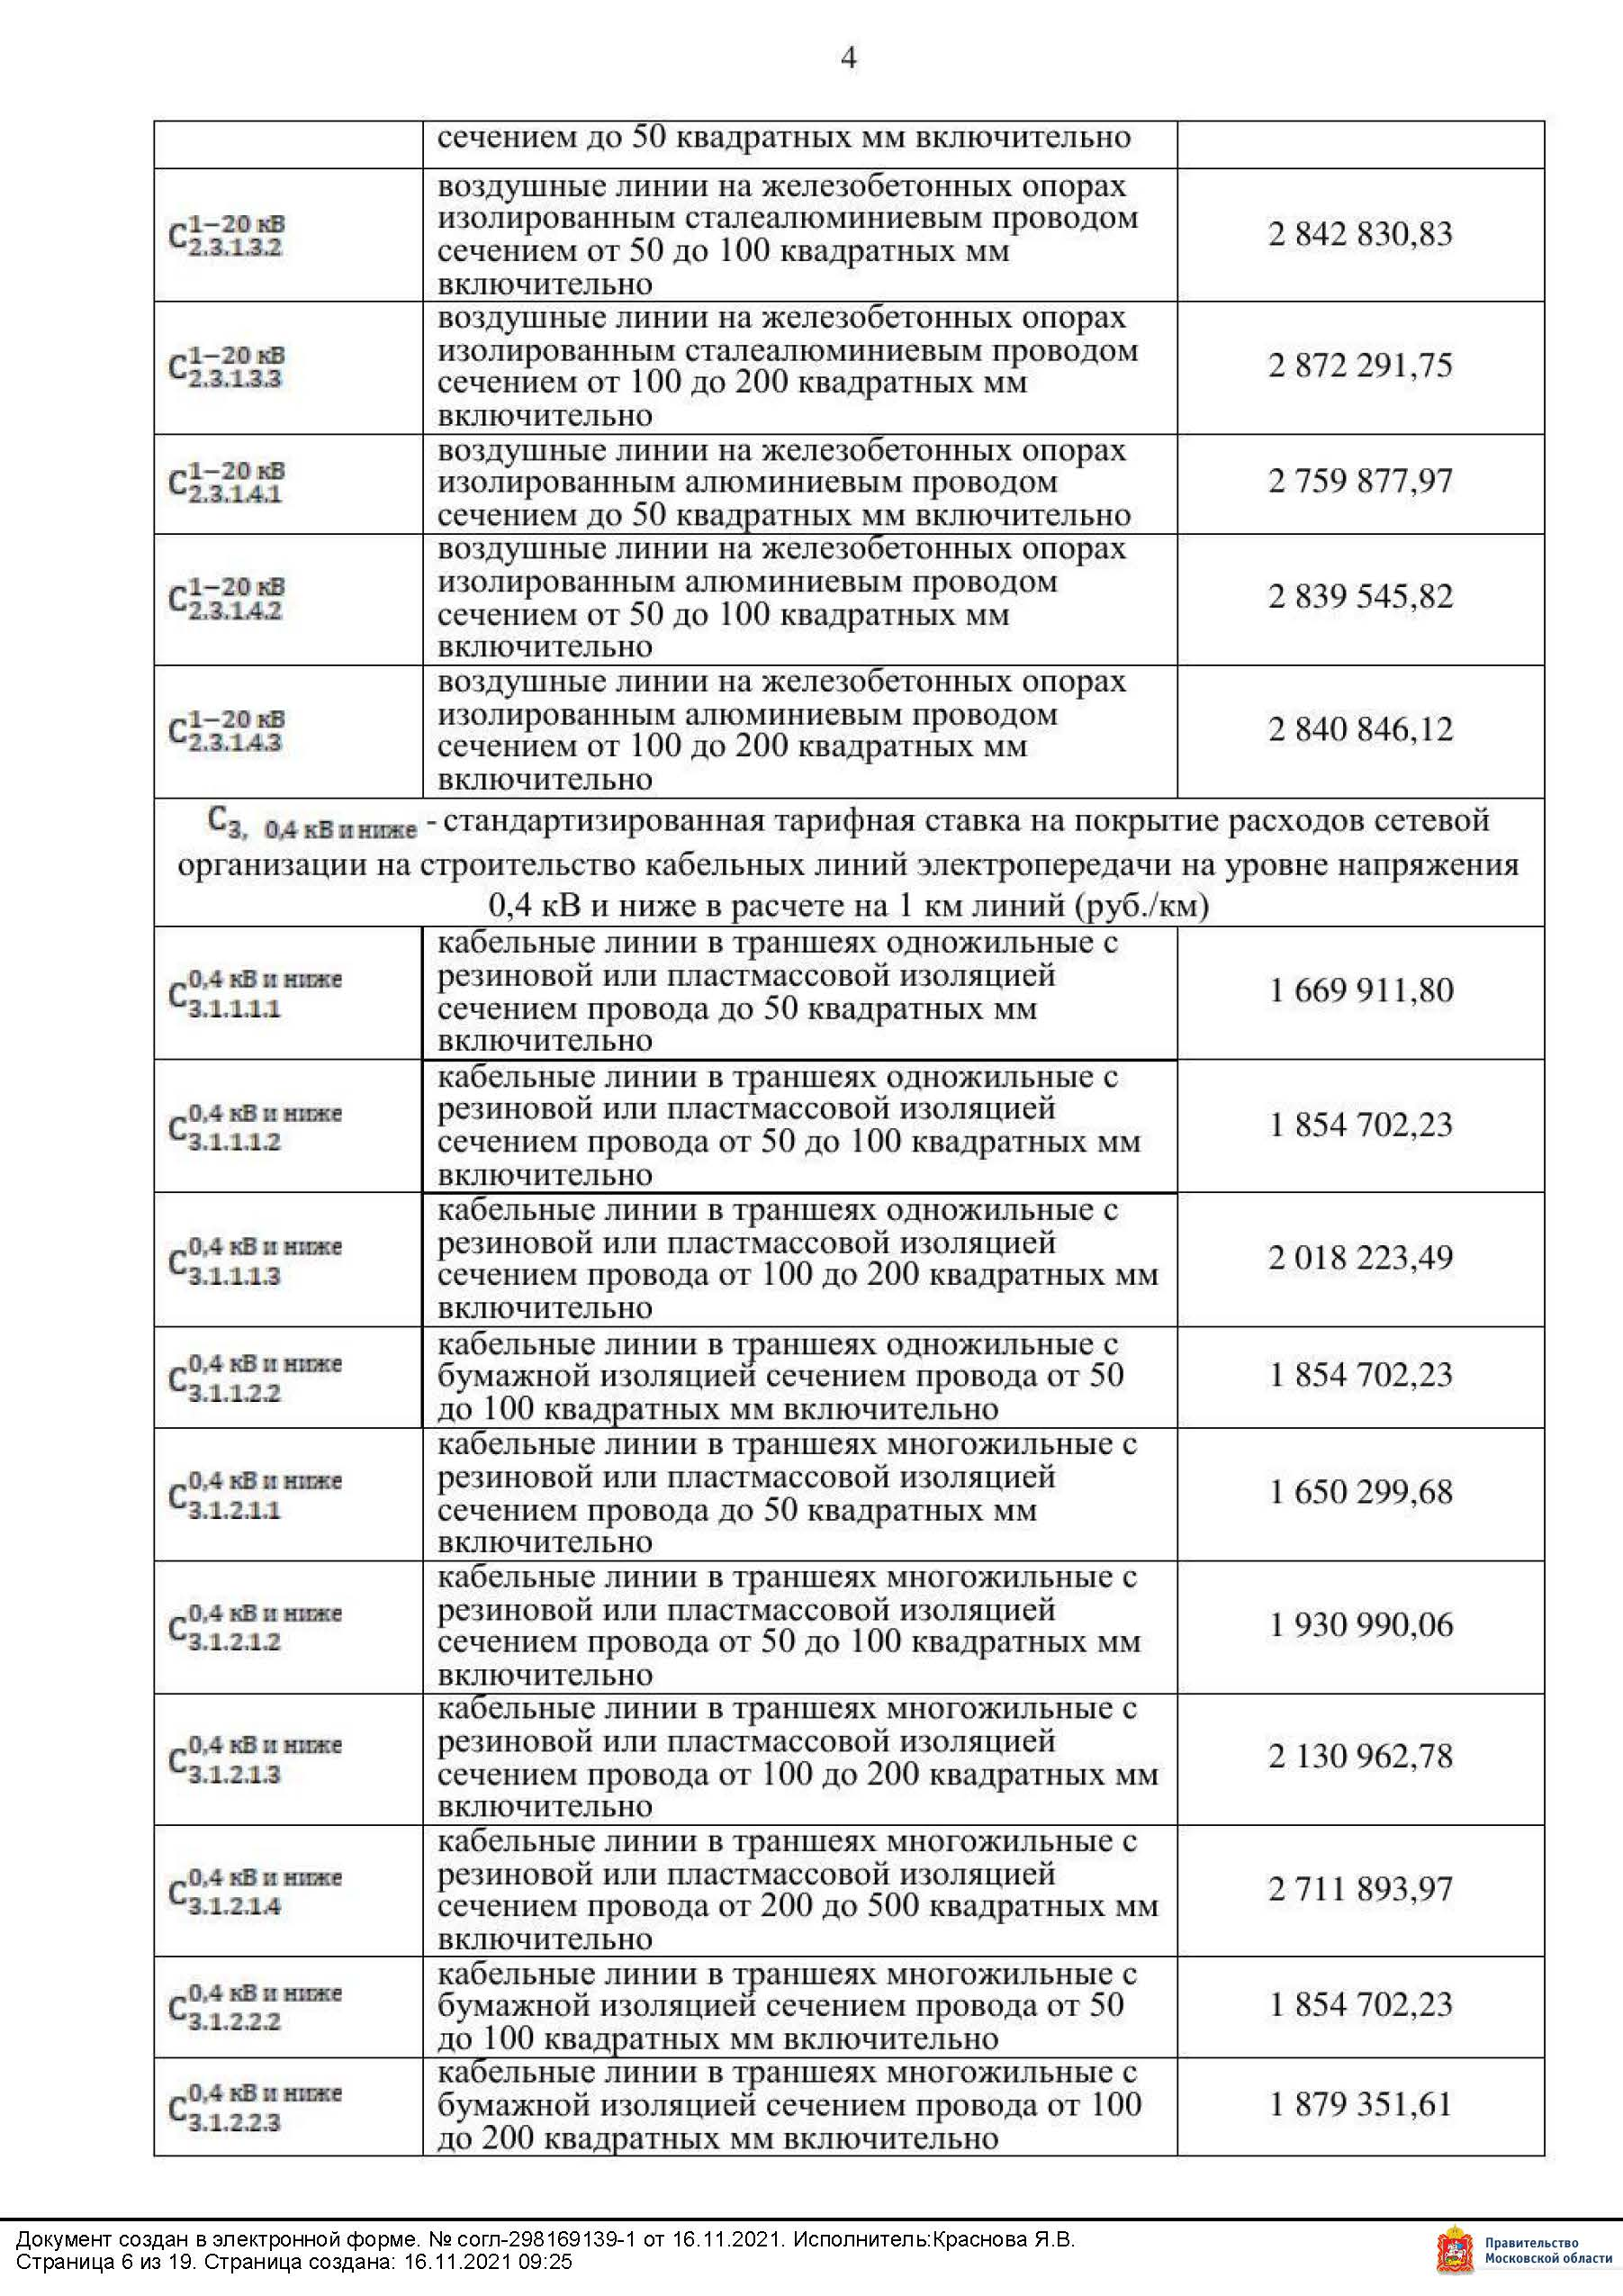 4
сечением до 50 квадратных мм включительно
С 1–20 кВ 2.3.1.3.2
воздушные линии на железобетонных опорах
изолированным сталеалюминиевым проводом
сечением от 50 до 100 квадратных мм
включительно
2 842 830,83
С 1–20 кВ 2.3.1.3.3
воздушные линии на железобетонных опорах
изолированным сталеалюминиевым проводом
сечением от 100 до 200 квадратных мм
включительно
2 872 291,75
С 1–20 кВ 2.3.1.4.1
воздушные линии на железобетонных опорах
изолированным алюминиевым проводом
сечением до 50 квадратных мм включительно
2 759 877,97
С 1–20 кВ 2.3.1.4.2
воздушные линии на железобетонных опорах
изолированным алюминиевым проводом
сечением от 50 до 100 квадратных мм
включительно
2 839 545,82
С 1–20 кВ 2.3.1.4.3
воздушные линии на железобетонных опорах
изолированным алюминиевым проводом
сечением от 100 до 200 квадратных мм
включительно
2 840 846,12
С3, 0,4 кВ и ниже - стандартизированная тарифная ставка на покрытие расходов сетевой
организации на строительство кабельных линий электропередачи на уровне напряжения
0,4 кВ и ниже в расчете на 1 км линий (руб./км)
С 0,4 кВ и ниже 3.1.1.1.1
кабельные линии в траншеях одножильные с
резиновой или пластмассовой изоляцией
сечением провода до 50 квадратных мм
включительно
1 669 911,80
С 0,4 кВ и ниже 3.1.1.1.2
кабельные линии в траншеях одножильные с
резиновой или пластмассовой изоляцией
сечением провода от 50 до 100 квадратных мм
включительно
1 854 702,23
С 0,4 кВ и ниже 3.1.1.1.3
кабельные линии в траншеях одножильные с
резиновой или пластмассовой изоляцией
сечением провода от 100 до 200 квадратных мм
включительно
2 018 223,49
С 0,4 кВ и ниже 3.1.1.2.2
кабельные линии в траншеях одножильные с
бумажной изоляцией сечением провода от 50
до 100 квадратных мм включительно
1 854 702,23
С 0,4 кВ и ниже 3.1.2.1.1
кабельные линии в траншеях многожильные с
резиновой или пластмассовой изоляцией
сечением провода до 50 квадратных мм
включительно
1 650 299,68
С 0,4 кВ и ниже 3.1.2.1.2
кабельные линии в траншеях многожильные с
резиновой или пластмассовой изоляцией
сечением провода от 50 до 100 квадратных мм
включительно
1 930 990,06
С 0,4 кВ и ниже 3.1.2.1.3
кабельные линии в траншеях многожильные с
резиновой или пластмассовой изоляцией
сечением провода от 100 до 200 квадратных мм
включительно
2 130 962,78
С 0,4 кВ и ниже 3.1.2.1.4
кабельные линии в траншеях многожильные с
резиновой или пластмассовой изоляцией
сечением провода от 200 до 500 квадратных мм
включительно
2 711 893,97
С 0,4 кВ и ниже 3.1.2.2.2
кабельные линии в траншеях многожильные с
бумажной изоляцией сечением провода от 50
до 100 квадратных мм включительно
1 854 702,23
С 0,4 кВ и ниже 3.1.2.2.3
кабельные линии в траншеях многожильные с
бумажной изоляцией сечением провода от 100
до 200 квадратных мм включительно
1 879 351,61
Документ создан в электронной форме. № согл-298169139-1 от 16.11.2021. Исполнитель:Краснова Я.В.
Страница 6 из 19. Страница создана: 16.11.2021 09:25
Правительство
Московской области